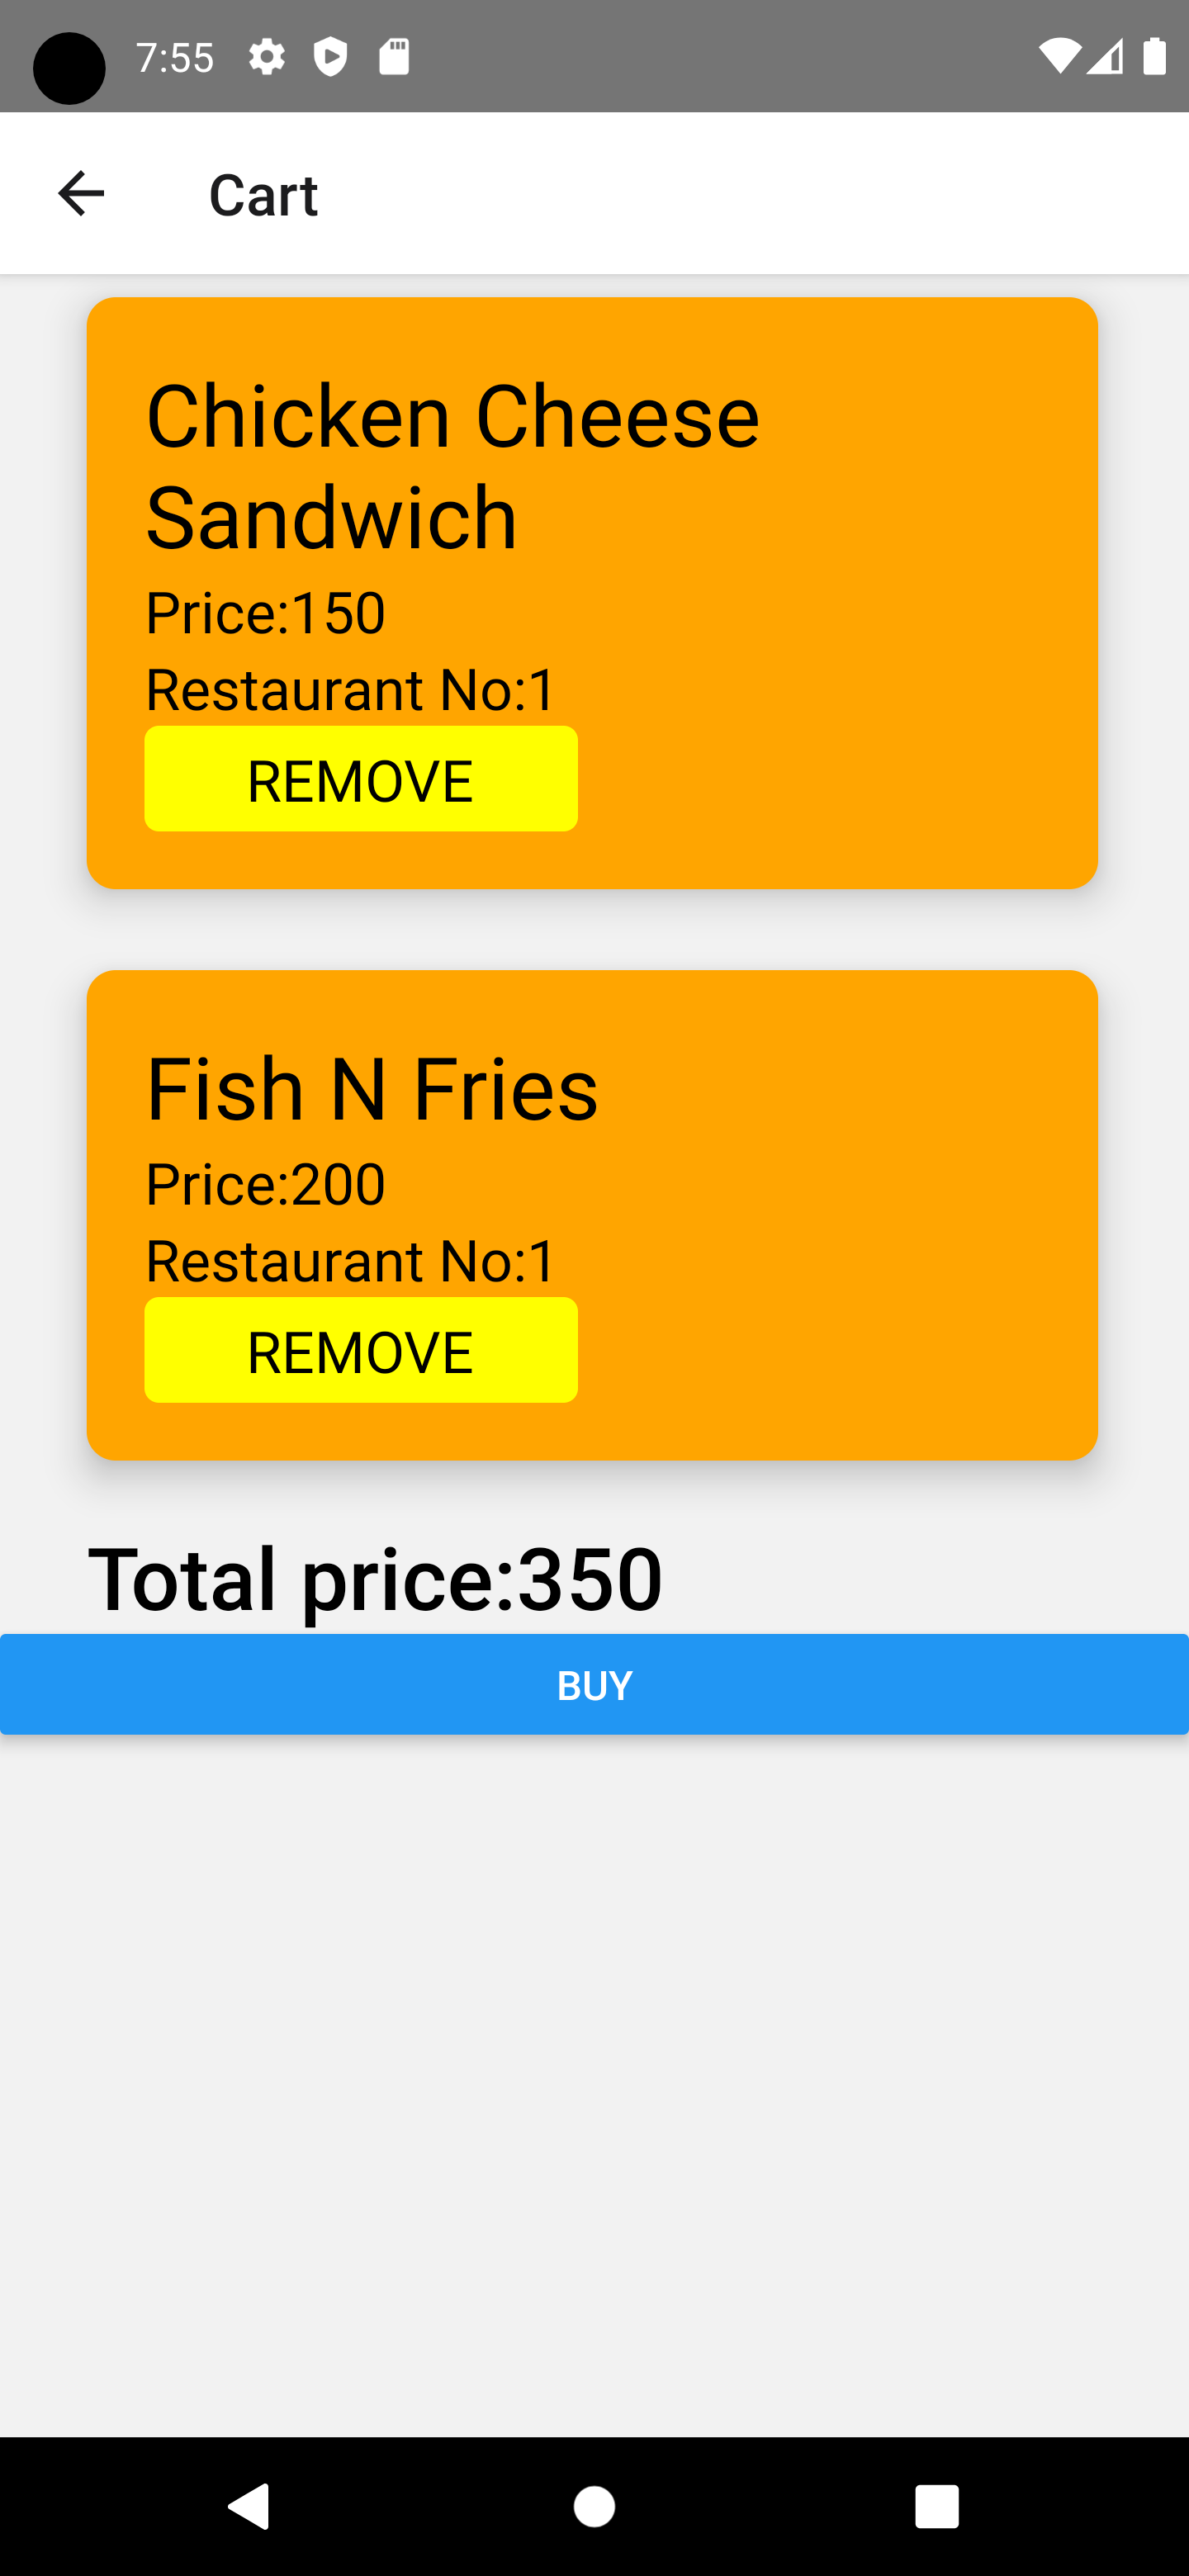 7:55
Cart
Chicken Cheese
Sandwich
Price:150
Restaurant No:1
REMOVE
Fish N Fries
Price:200
Restaurant No:1
REMOVE
Total price:350
BUY